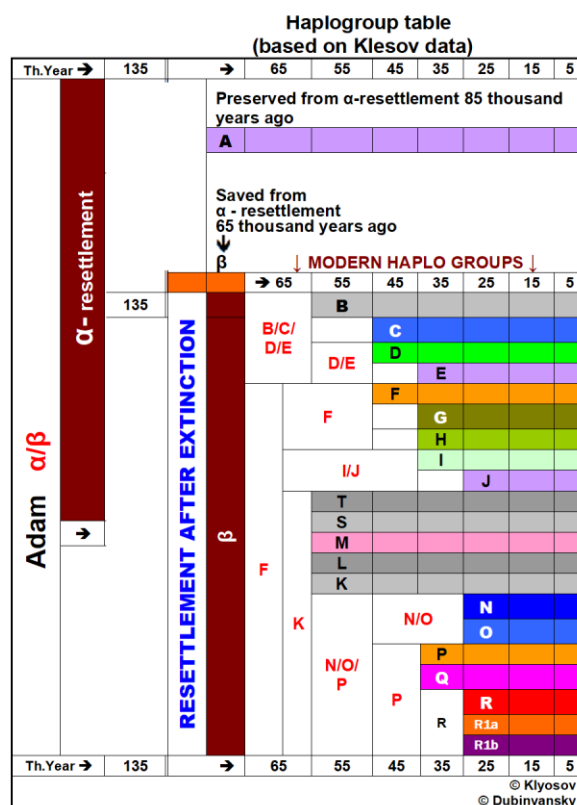 Haplogroup table
(based on Klesov data)
Th.Year → 135 → 65 55 45 35 25 15 5
Preserved from α-resettlement 85 thousand
years ago
A
Saved from
α - resettlement
65 thousand years ago
↓
β
↓ MODERN HAPLO GROUPS ↓
→ 65 55 45 35 25 15 5
135
α- resettlement
Adam α/β
→
RESETTLEMENT AFTER EXTINCTION
β
B/C/
D/E
B
C
D/E
D
E
F
F
G
H
I/J
I
J
F
K
T
S
M
L
K
N/O/
P
N/O
N
O
P
P
Q
R
R
R1a
R1b
Th.Year → 135 → 65 55 45 35 25 15 5
© Klyosov
© Dubinyansky